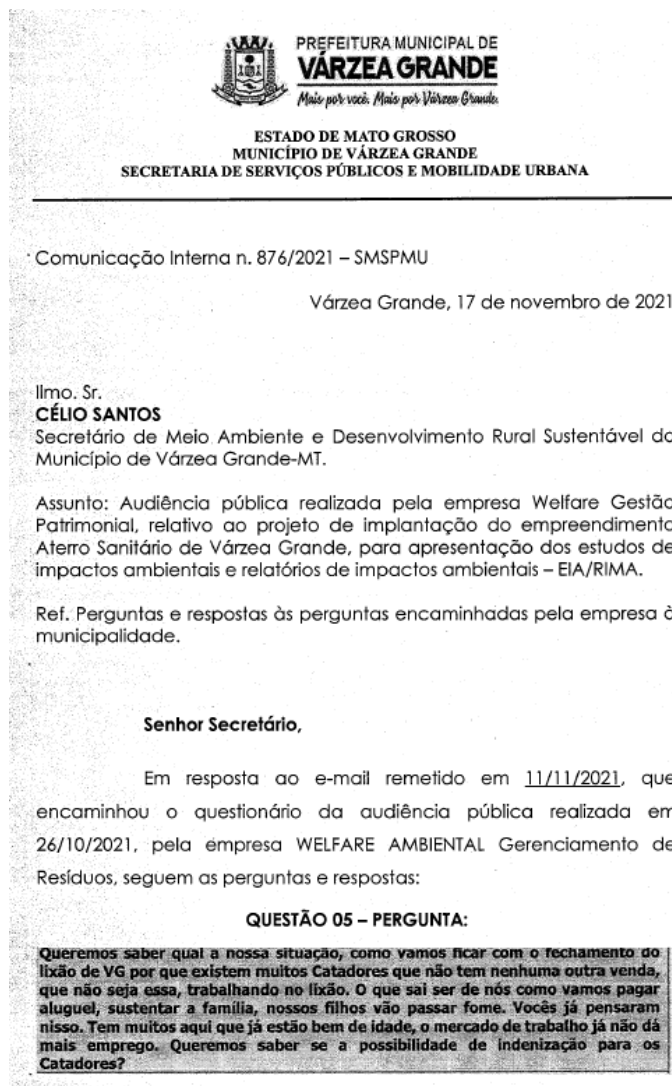 PREFEITURA MUNICIPAL DE
VÁRZEA GRANDE
Mais por você. Mais por Várzea Grande.
ESTADO DE MATO GROSSO
MUNICÍPIO DE VÁRZEA GRANDE
SECRETARIA DE SERVIÇOS PÚBLICOS E MOBILIDADE URBANA
Comunicação Interna n. 876/2021 – SMSPMU
Várzea Grande, 17 de novembro de 2021
Ilmo. Sr.
CÉLIO SANTOS
Secretário de Meio Ambiente e Desenvolvimento Rural Sustentável do
Município de Várzea Grande-MT.
Assunto: Audiência pública realizada pela empresa Welfare Gestão
Patrimonial, relativo ao projeto de implantação do empreendimento
Aterro Sanitário de Várzea Grande, para apresentação dos estudos de
impactos ambientais e relatórios de impactos ambientais – EIA/RIMA.
Ref. Perguntas e respostas às perguntas encaminhadas pela empresa à
municipalidade.
Senhor Secretário,
Em resposta ao e-mail remetido em 11/11/2021, que
encaminhou o questionário da audiência pública realizada em
26/10/2021, pela empresa WELFARE AMBIENTAL Gerenciamento de
Resíduos, seguem as perguntas e respostas:
QUESTÃO 05 – PERGUNTA:
Queremos saber qual a nossa situação, como vamos ficar com o fechamento do
lixão de VG por que existem muitos Catadores que não tem nenhuma outra venda,
que não seja essa, trabalhando no lixão. O que sai ser de nós como vamos pagar
aluguel, sustentar a família, nossos filhos vão passar fome. Vocês já pensaram
nisso. Tem muitos aqui que já estão bem de idade, o mercado de trabalho já não dá
mais emprego. Queremos saber se a possibilidade de indenização para os
Catadores?